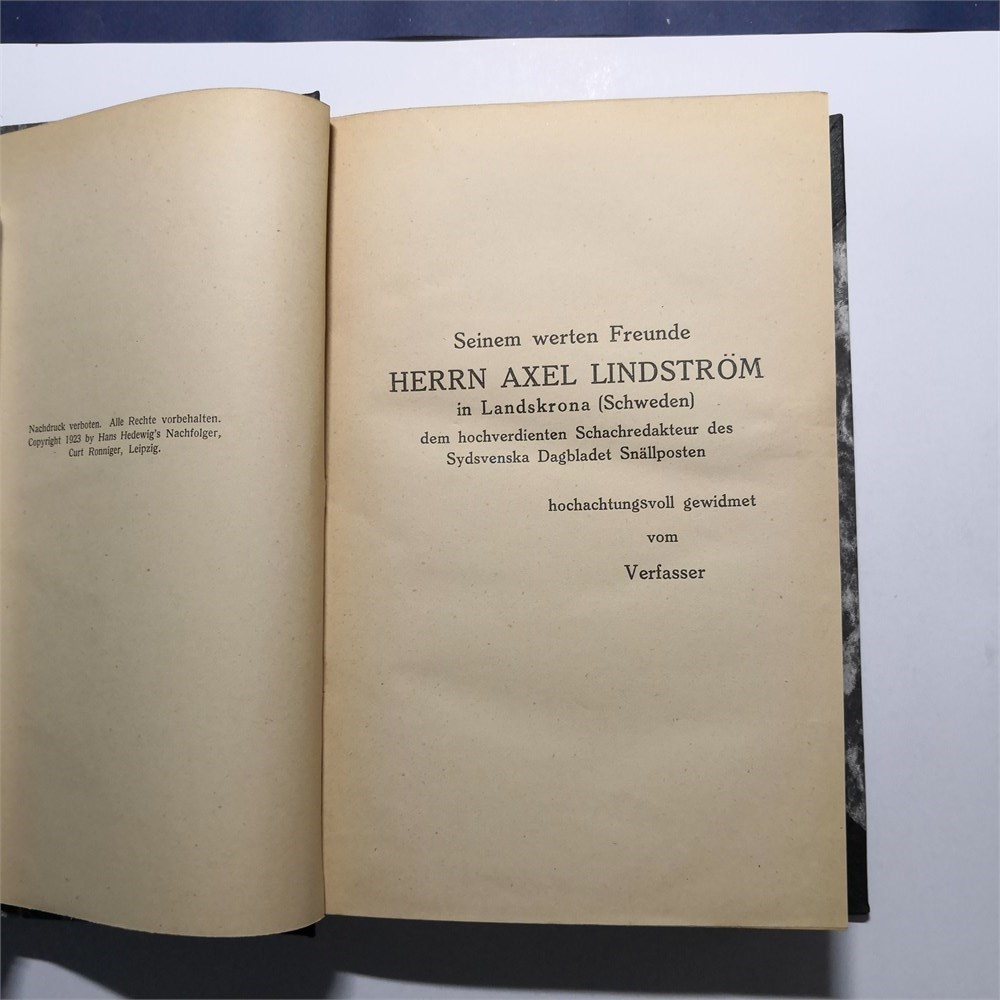 Nachdruck verboten. Alle Rechte vorbehalten.
Copyright 1923 by Hans Hedewig's Nachfolger,
Curt Ronniger, Leipzig.
Seinem werten Freunde
HERRN AXEL LINDSTRÖM
in Landskrona (Schweden)
dem hochverdienten Schachredakteur des
Sydsvenska Dagbladet Snällposten
hochachtungsvoll gewidmet
vom
Verfasser